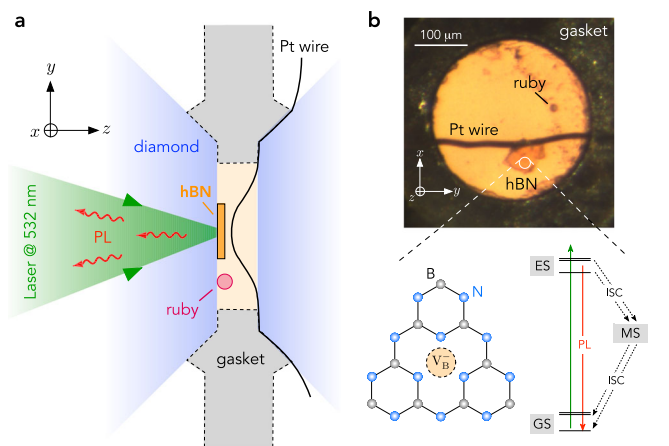 a
Pt wire
y
x
z
diamond
hBN
Laser @ 532 nm
PL
ruby
gasket
b
100 μm
gasket
ruby
Pt wire
x
z
y
hBN
B
N
V_B^-
ES
ISC
MS
PL
ISC
GS